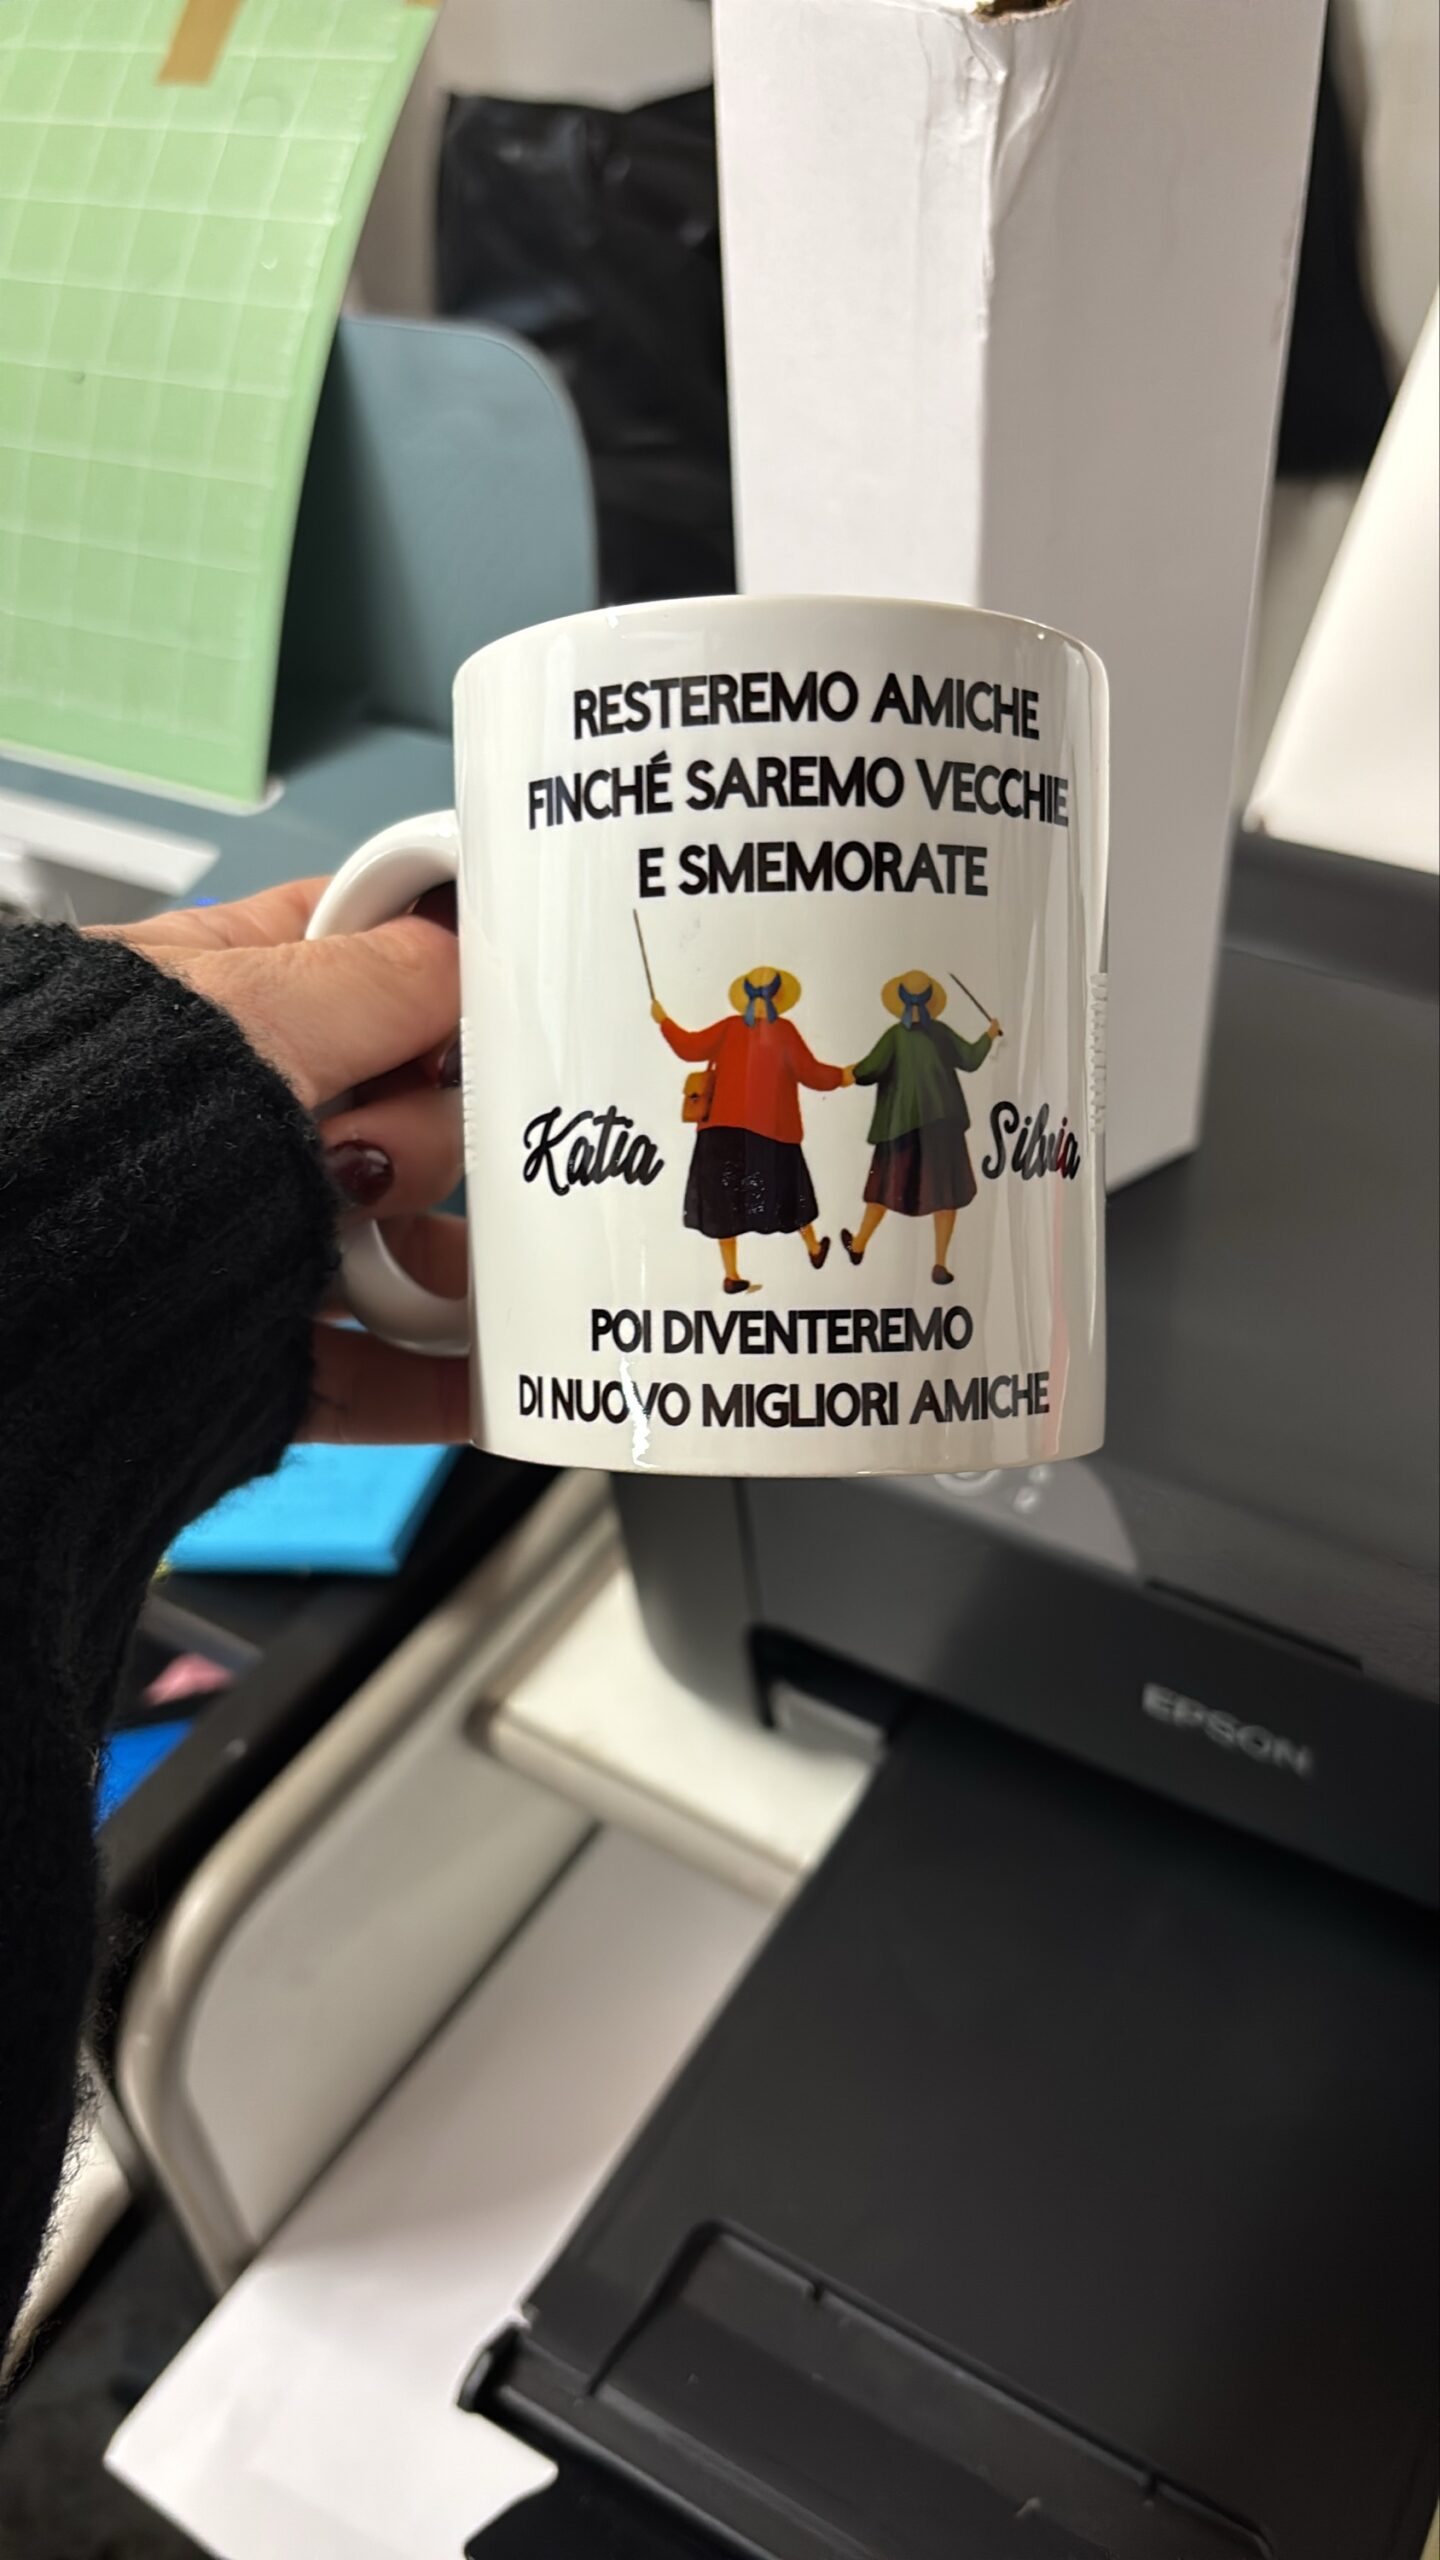 RESTEREMO AMICHE
FINCHÉ SAREMO VECCHIE
E SMEMORATE
Katia
Silvia
POI DIVENTEREMO
DI NUOVO MIGLIORI AMICHE
EPSON